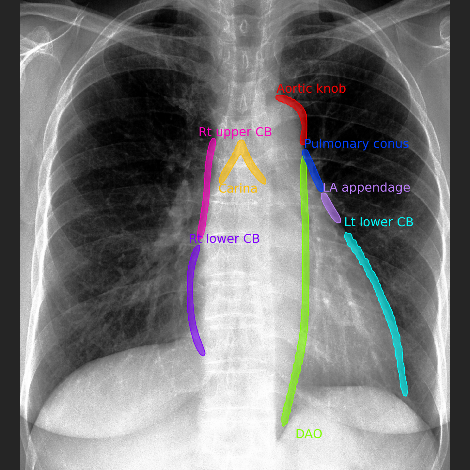 Aortic knob
Rt upper CB
Pulmonary conus
Carina
LA appendage
Lt lower CB
Rt lower CB
DAO